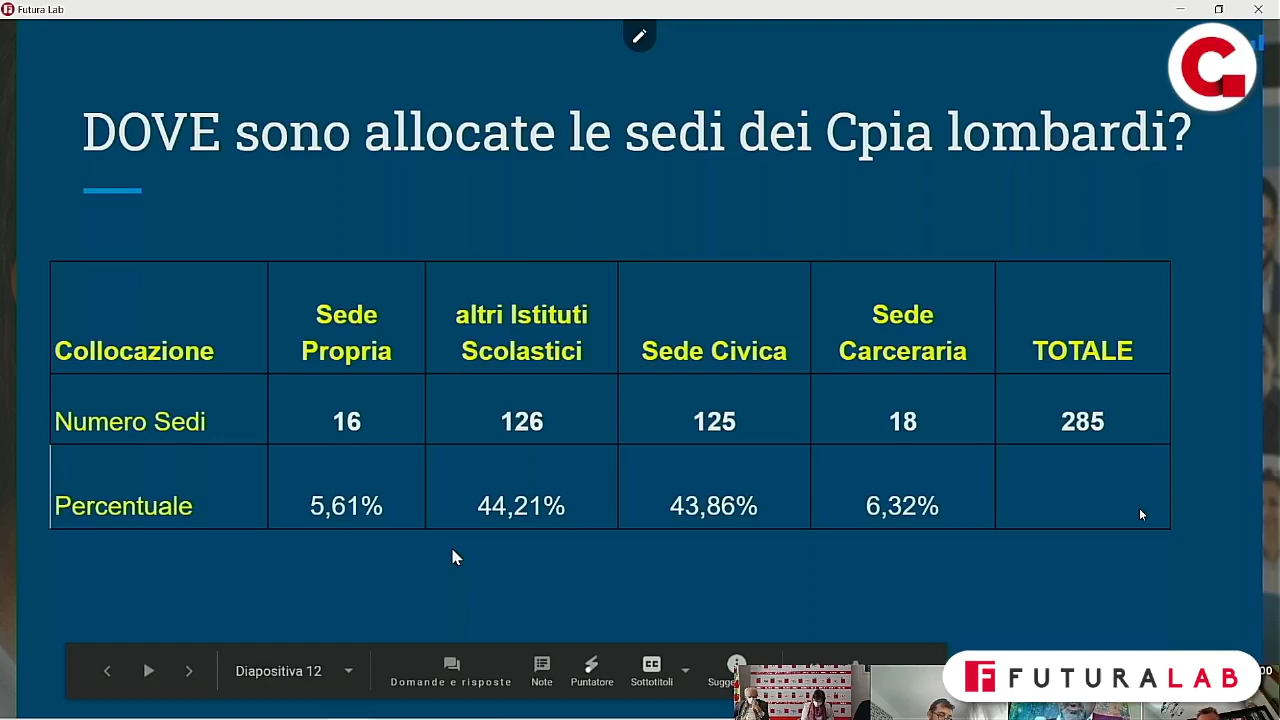 Futura Lab
DOVE sono allocate le sedi dei Cpia lombardi?
Collocazione
Sede Propria
altri Istituti Scolastici
Sede Civica
Sede Carceraria
TOTALE
Numero Sedi 16 126 125 18 285
Percentuale 5,61% 44,21% 43,86% 6,32%
Diapositiva 12
Domande e risposte
Note
Puntatore
CC
Sottotitoli
FUTURALAB